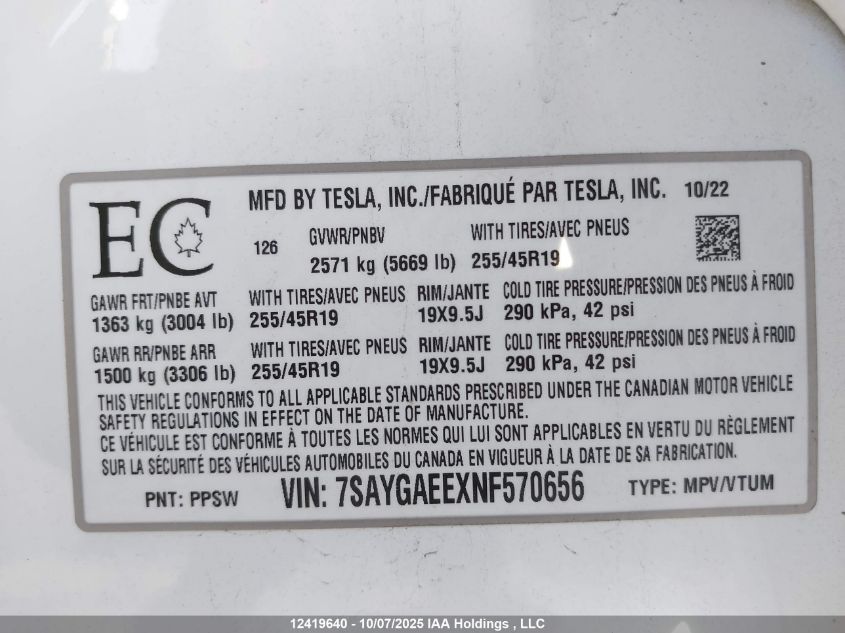 MFD BY TESLA, INC./FABRIQUÉ PAR TESLA, INC. 10/22
EC
126 GVWR/PNBV WITH TIRES/AVEC PNEUS
2571 kg (5669 lb) 255/45R19
GAWR FRT/PNBE AVT WITH TIRES/AVEC PNEUS RIM/JANTE COLD TIRE PRESSURE/PRESSION DES PNEUS À FROID
1363 kg (3004 lb) 255/45R19 19X9.5J 290 kPa, 42 psi
GAWR RR/PNBE ARR WITH TIRES/AVEC PNEUS RIM/JANTE COLD TIRE PRESSURE/PRESSION DES PNEUS À FROID
1500 kg (3306 lb) 255/45R19 19X9.5J 290 kPa, 42 psi
THIS VEHICLE CONFORMS TO ALL APPLICABLE STANDARDS PRESCRIBED UNDER THE CANADIAN MOTOR VEHICLE
SAFETY REGULATIONS IN EFFECT ON THE DATE OF MANUFACTURE.
CE VÉHICULE EST CONFORME À TOUTES LES NORMES QUI LUI SONT APPLICABLES EN VERTU DU RÈGLEMENT
SUR LA SÉCURITÉ DES VÉHICULES AUTOMOBILES DU CANADA EN VIGUEUR À LA DATE DE SA FABRICATION.
PNT: PPSW VIN: 7SAYGAEEXNF570656 TYPE: MPV/VTUM
12419640 - 10/07/2025 IAA Holdings , LLC